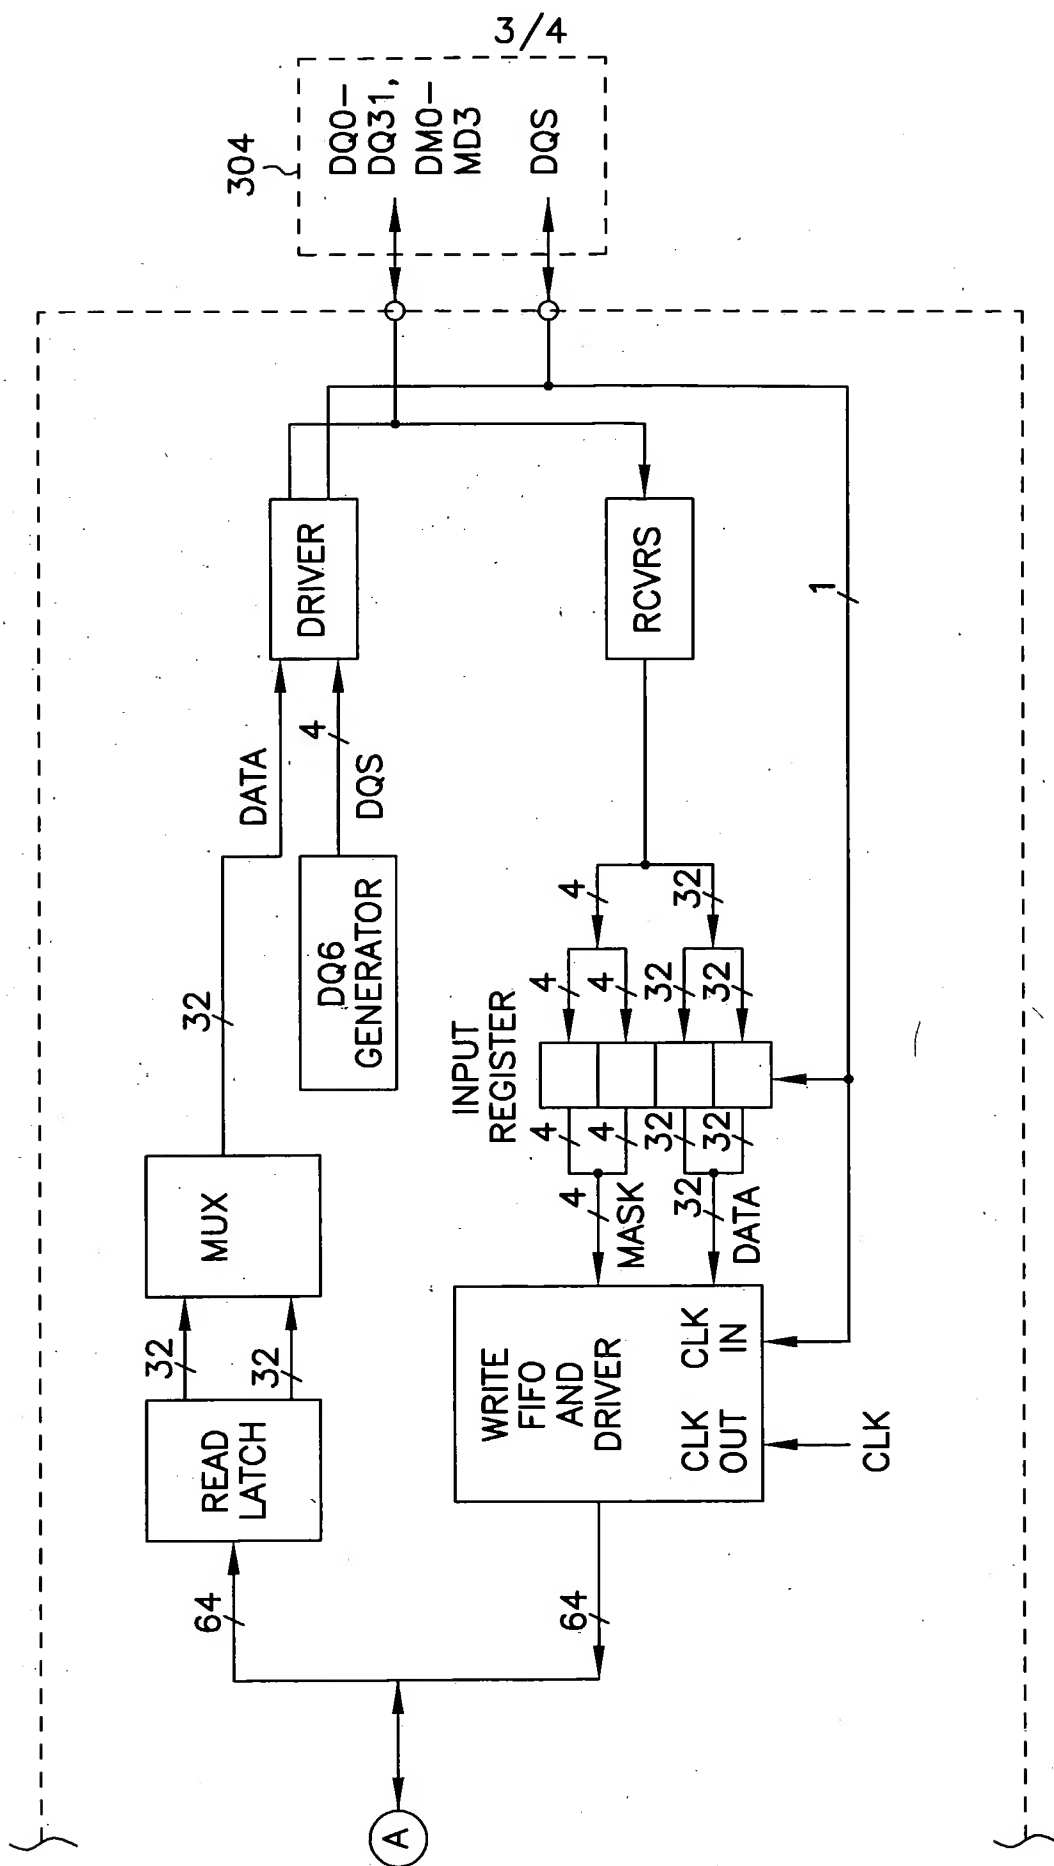 3/4
304
DQ0–
DQ31,
DM0–
MD3
DQS
DRIVER
RCVRS
1
DATA
4
DQS
DQ6
GENERATOR
32
4
32
4
4
32
32
INPUT
REGISTER
4
4
32
32
4
MASK
32
DATA
MUX
32
32
READ
LATCH
WRITE
FIFO
AND
DRIVER
CLK
IN
CLK
OUT
CLK
64
64
A